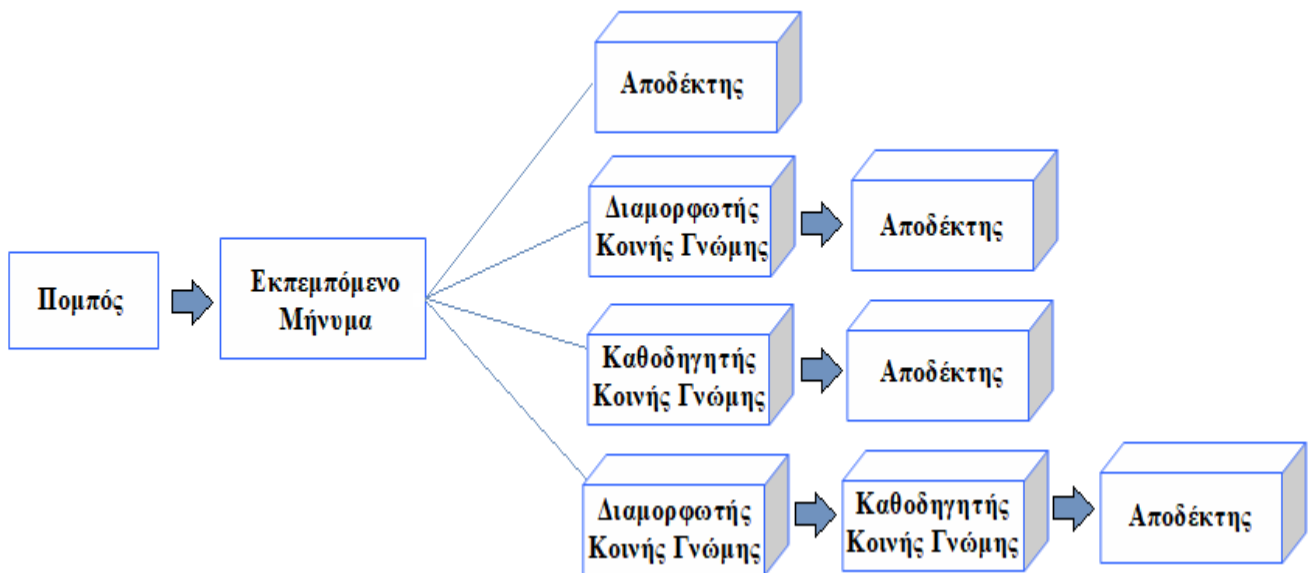 Αποδέκτης
Διαμορφωτής
Κοινής Γνώμης
Αποδέκτης
Πομπός
Εκπεμπόμενο
Μήνυμα
Καθοδηγητής
Κοινής Γνώμης
Αποδέκτης
Διαμορφωτής
Κοινής Γνώμης
Καθοδηγητής
Κοινής Γνώμης
Αποδέκτης